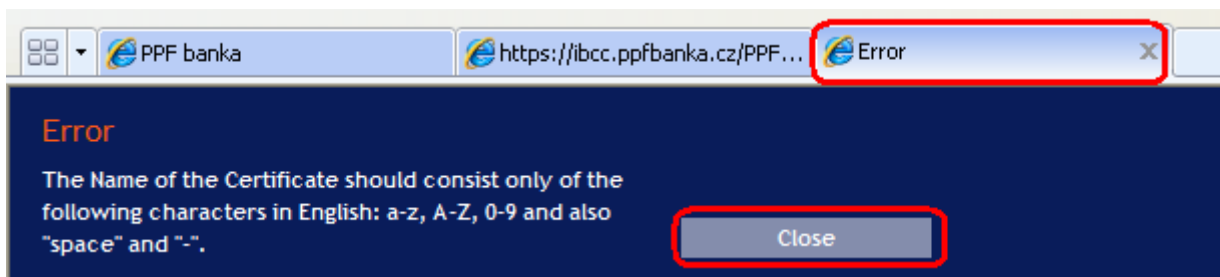 PPF banka
https://ibcc.ppfbanka.cz/PPF...
Error
Error
The Name of the Certificate should consist only of the
following characters in English: a-z, A-Z, 0-9 and also
"space" and "-".
Close